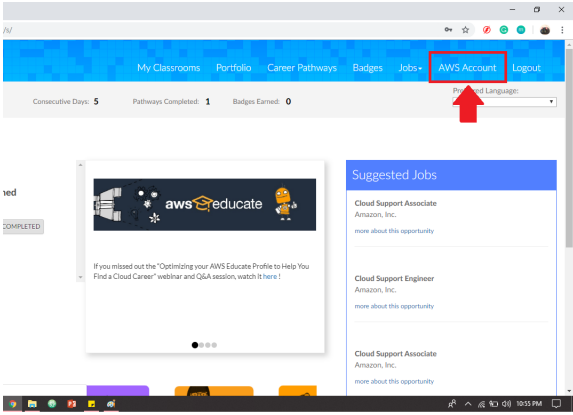 /s/
My Classrooms Portfolio Career Pathways Badges Jobs AWS Account Logout
Consecutive Days: 5 Pathways Completed: 1 Badges Earned: 0
Language:
Suggested Jobs
COMPLETED
aws educate
If you missed out the "Optimizing your AWS Educate Profile to Help You
Find a Cloud Career" webinar and Q&A session, watch it here !
Cloud Support Associate
Amazon, Inc.
more about this opportunity
Cloud Support Engineer
Amazon, Inc.
more about this opportunity
Cloud Support Associate
Amazon, Inc.
more about this opportunity
10:55 PM